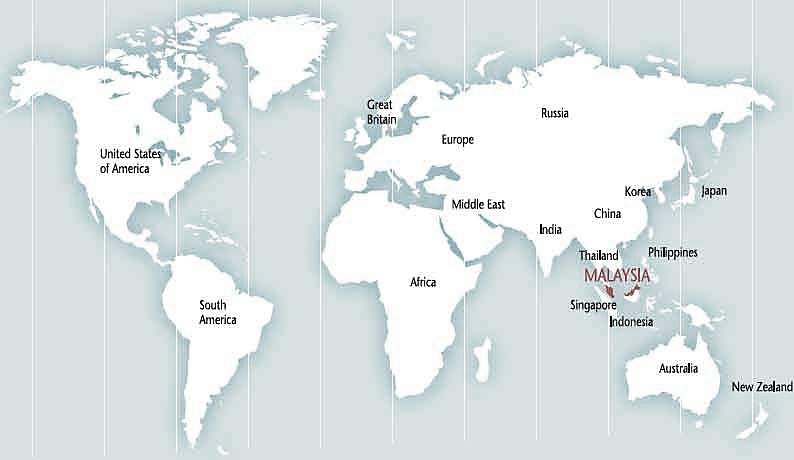 Great
Britain
Russia
Europe
United States
of America
Korea
Japan
Middle East
China
India
Thailand
Philippines
MALAYSIA
Africa
South
America
Singapore
Indonesia
Australia
New Zealand